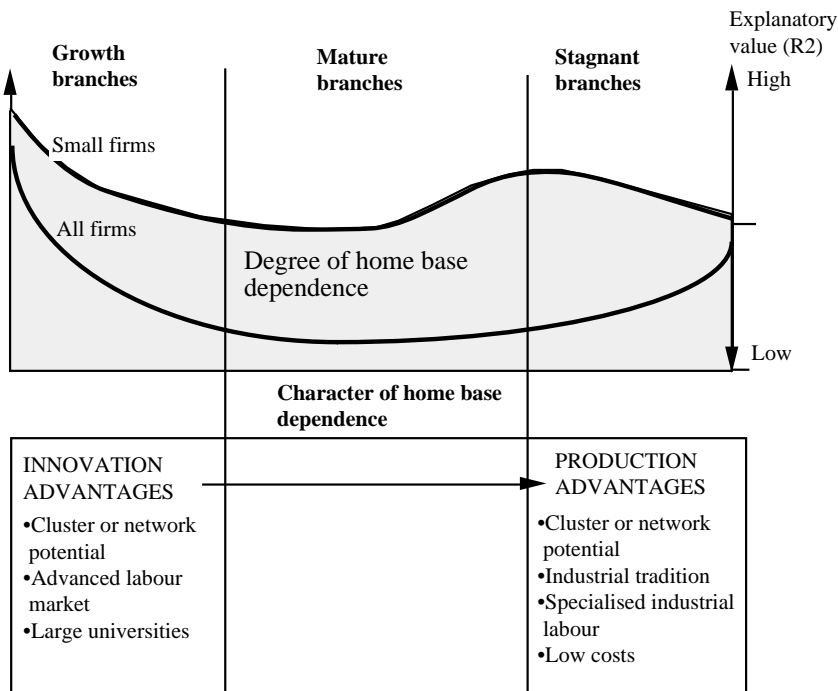 Explanatory
value (R2)
Growth
branches
Mature
branches
Stagnant
branches
High
Small firms
All firms
Degree of home base
dependence
Low
Character of home base
dependence
INNOVATION
ADVANTAGES
•Cluster or network
potential
•Advanced labour
market
•Large universities
PRODUCTION
ADVANTAGES
•Cluster or network
potential
•Industrial tradition
•Specialised industrial
labour
•Low costs